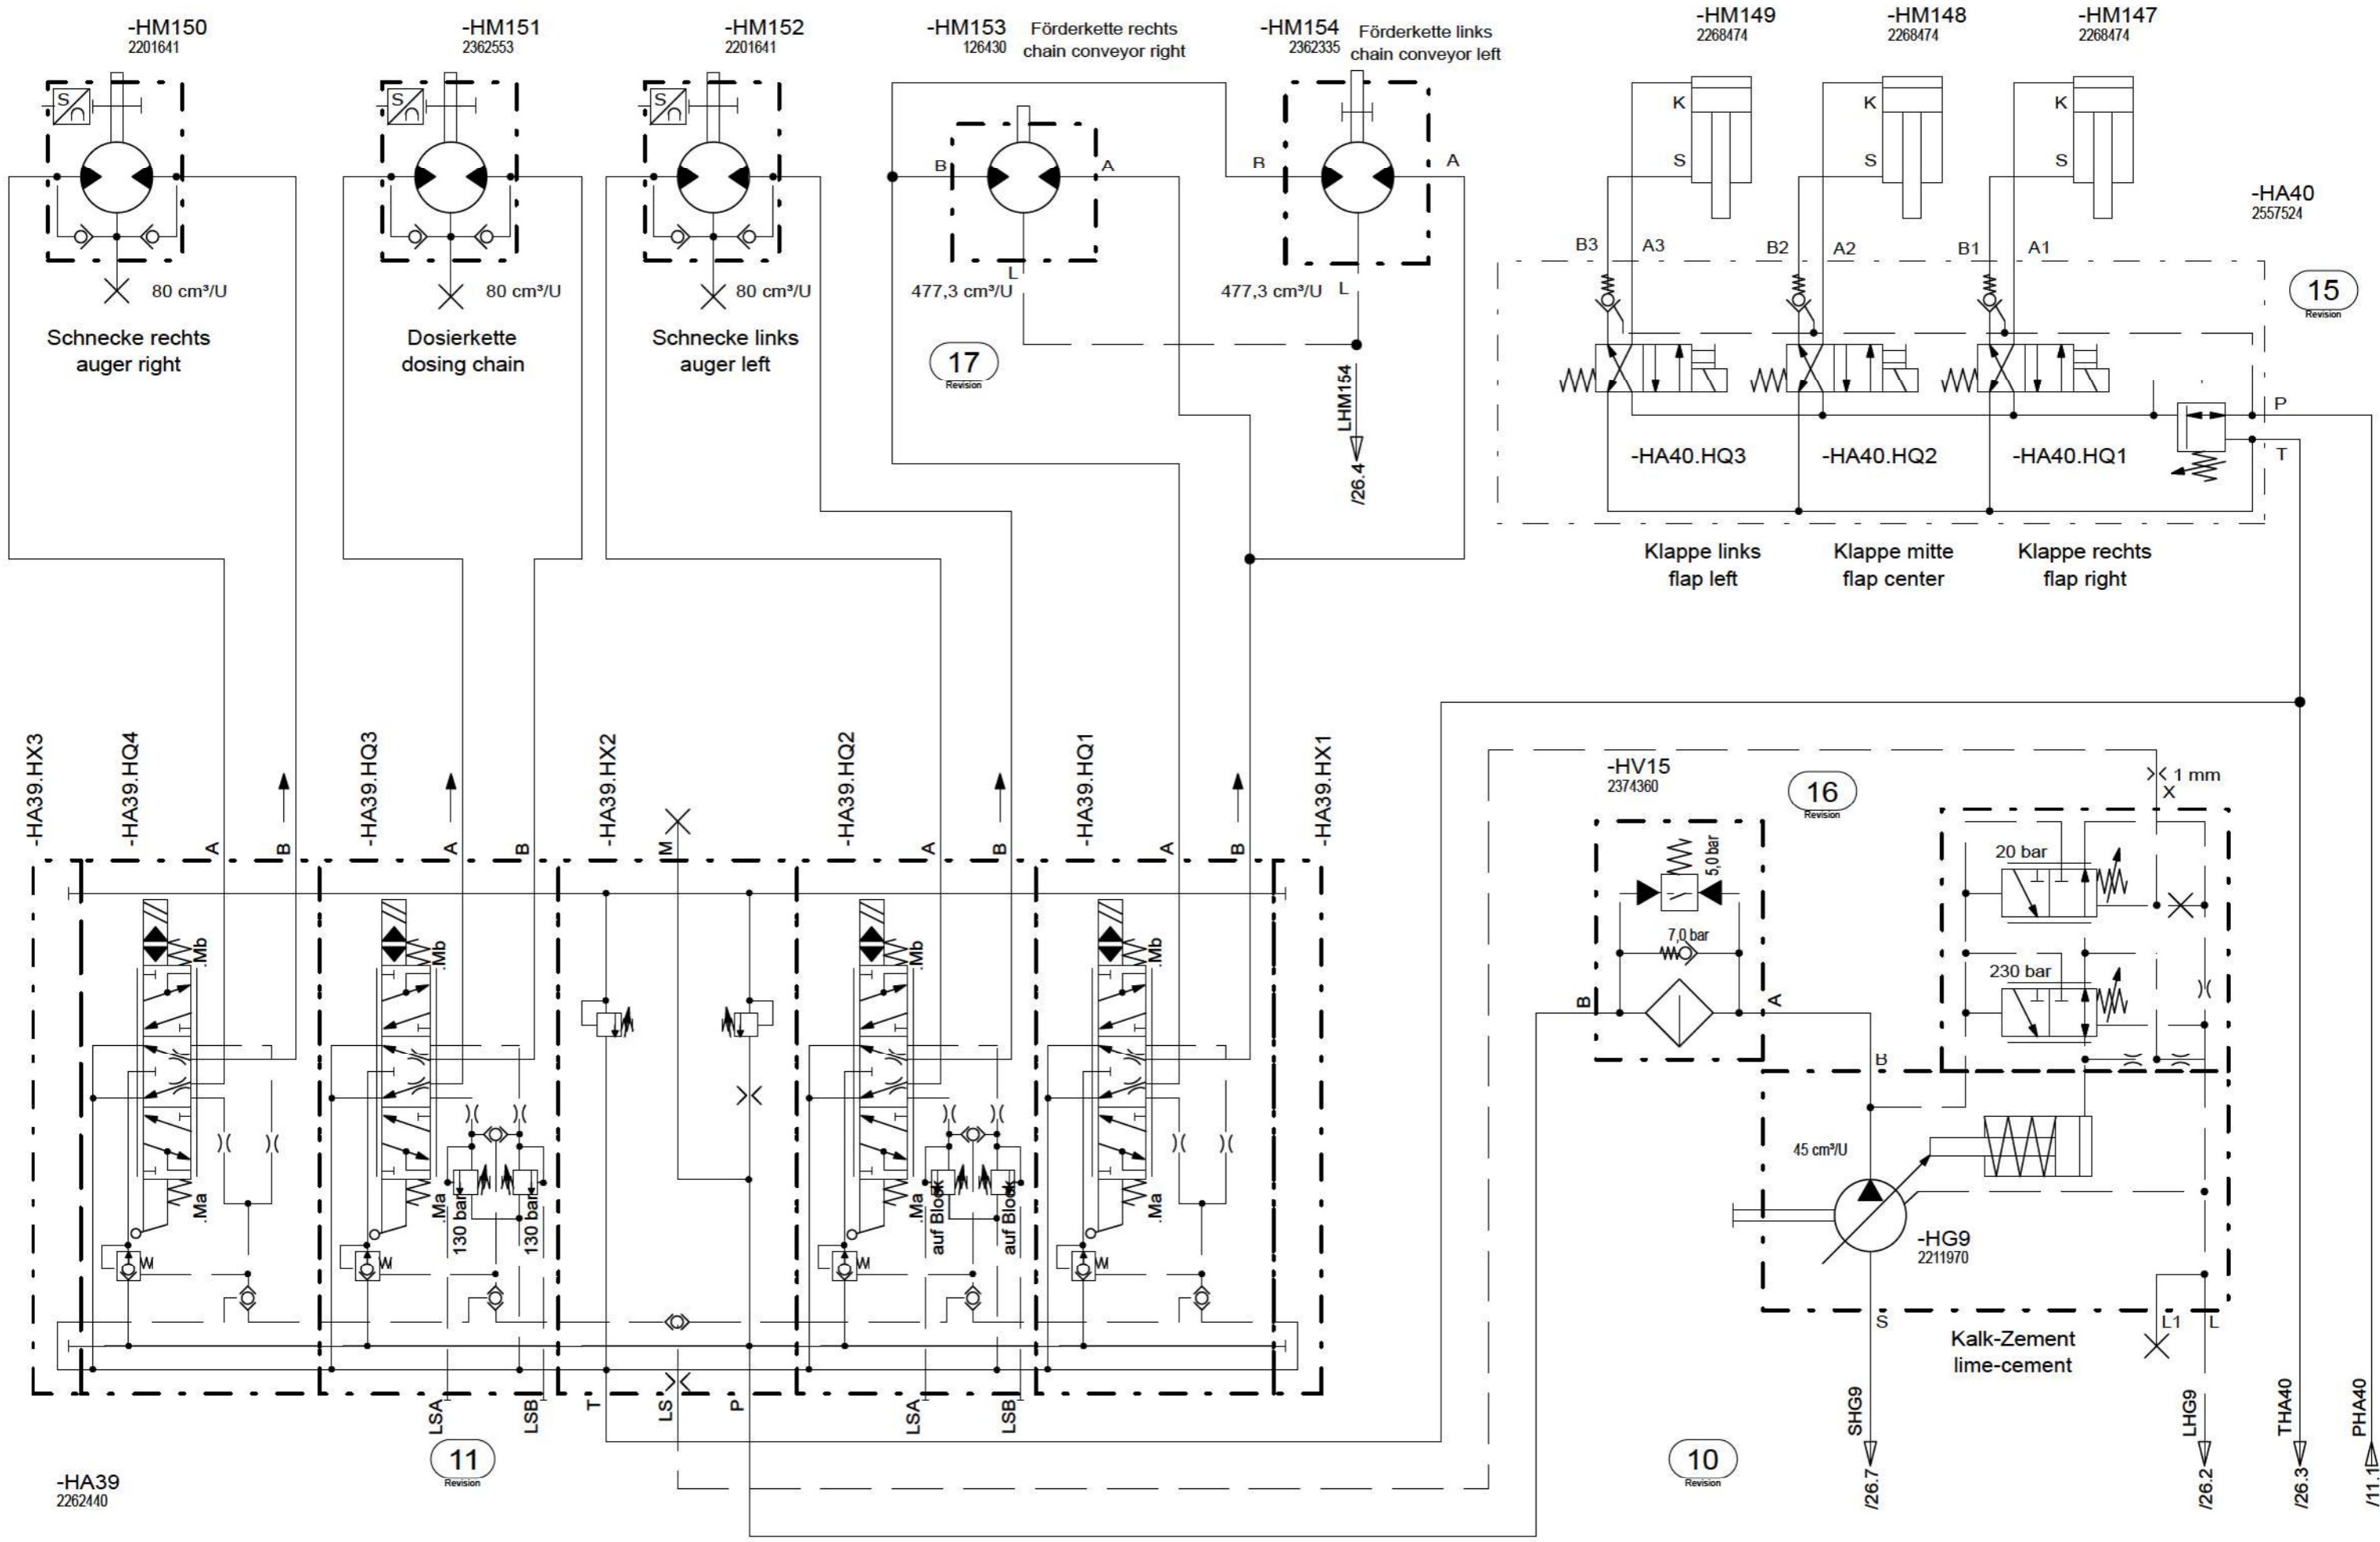 -HM150
2201641
-HM151
2362553
-HM152
2201641
-HM153
126430
Förderkette rechts
chain conveyor right
-HM154
2362335
Förderkette links
chain conveyor left
-HM149
2268474
-HM148
2268474
-HM147
2268474
S
S
S
K
K
K
S
S
S
B
A
B
A
-HA40
2557524
B3
A3
B2
A2
B1
A1
L
L
80 cm³/U
80 cm³/U
80 cm³/U
477,3 cm³/U
477,3 cm³/U
15
Revision
Schnecke rechts
auger right
Dosierkette
dosing chain
Schnecke links
auger left
17
Revision
LHM154
/26.4
P
T
-HA40.HQ3
-HA40.HQ2
-HA40.HQ1
Klappe links
flap left
Klappe mitte
flap center
Klappe rechts
flap right
-HA39.HX3
-HA39.HQ4
-HA39.HQ3
-HA39.HX2
-HA39.HQ2
-HA39.HQ1
-HA39.HX1
A
B
A
B
M
A
B
A
B
-HV15
2374360
16
Revision
1 mm
X
5,0 bar
7,0 bar
20 bar
230 bar
B
A
B
.Mb
.Mb
.Mb
.Mb
.Ma
.Ma
.Ma
.Ma
130 bar
130 bar
auf Block
auf Block
45 cm³/U
-HG9
2211970
S
L1
L
Kalk-Zement
lime-cement
LSA
LSB
T
LS
P
LSA
LSB
11
Revision
10
Revision
-HA39
2262440
SHG9
/26.7
LHG9
/26.2
THA40
/26.3
PHA40
/11.1